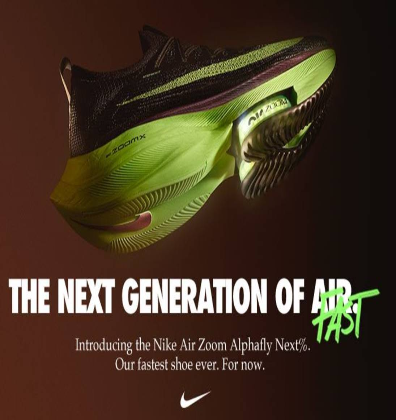 ZOOMX
ZOOM
THE NEXT GENERATION OF AIR.
FAST
Introducing the Nike Air Zoom Alphafly Next%.
Our fastest shoe ever. For now.